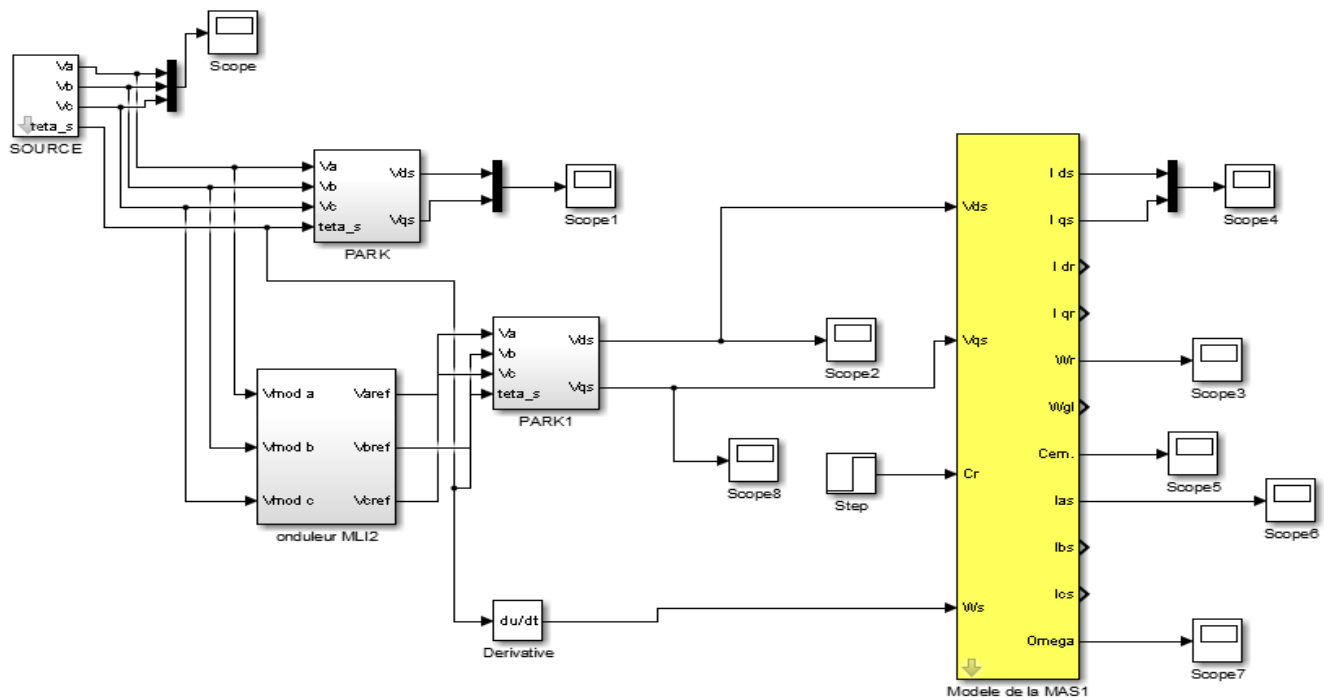 Scope
Va
Vb
Vc
teta_s
SOURCE
Va
Vb
Vc
teta_s
Vds
Vqs
PARK
Scope1
Vmod a
Vmod b
Vmod c
Varef
Vbref
Vcref
onduleur MLI2
Va
Vb
Vc
teta_s
Vds
Vqs
PARK1
Scope2
Scope8
Step
du/dt
Derivative
Vds
Vqs
Cr
Ws
I ds
I qs
I dr
I qr
Wr
Wgl
Cem.
Ias
Ibs
Ics
Omega
Modele de la MAS1
Scope4
Scope3
Scope5
Scope6
Scope7